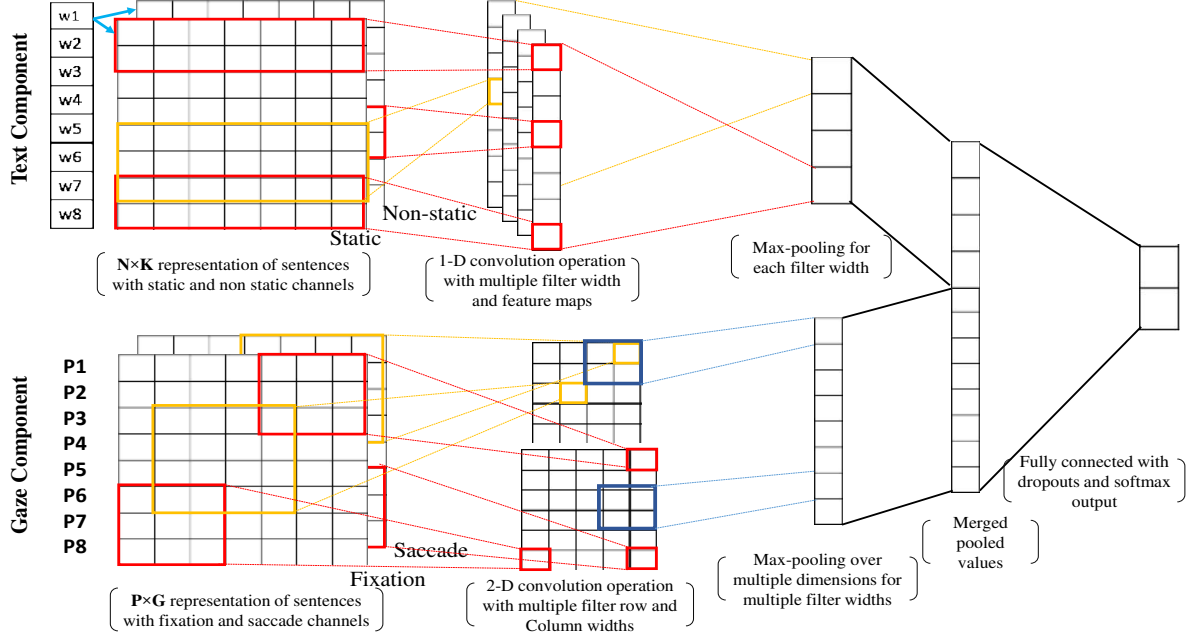 Text Component
w1
w2
w3
w4
w5
w6
w7
w8
Non-static
Static
N×K representation of sentences
with static and non static channels
1-D convolution operation
with multiple filter width
and feature maps
Max-pooling for
each filter width
Gaze Component
P1
P2
P3
P4
P5
P6
P7
P8
Saccade
Fixation
P×G representation of sentences
with fixation and saccade channels
2-D convolution operation
with multiple filter row and
Column widths
Max-pooling over
multiple dimensions for
multiple filter widths
Merged
pooled
values
Fully connected with
dropouts and softmax
output